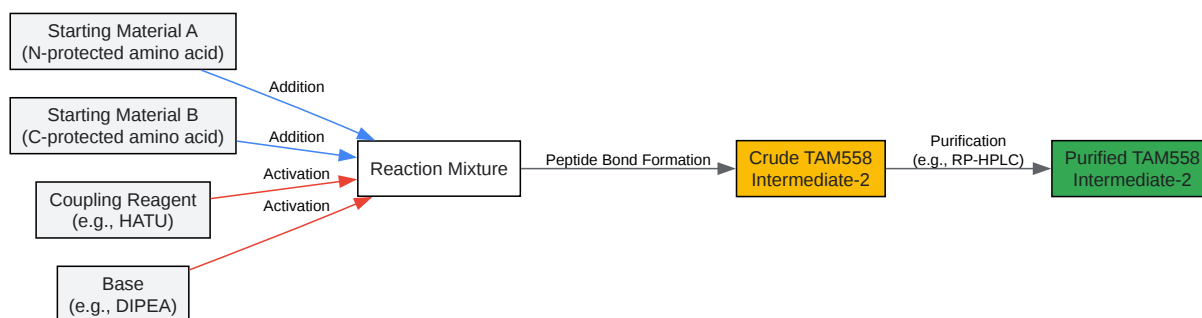 Starting Material A
(N-protected amino acid)
Addition
Starting Material B
(C-protected amino acid)
Addition
Coupling Reagent
(e.g., HATU)
Activation
Base
(e.g., DIPEA)
Activation
Reaction Mixture
Peptide Bond Formation
Crude TAM558
Intermediate-2
Purification
(e.g., RP-HPLC)
Purified TAM558
Intermediate-2